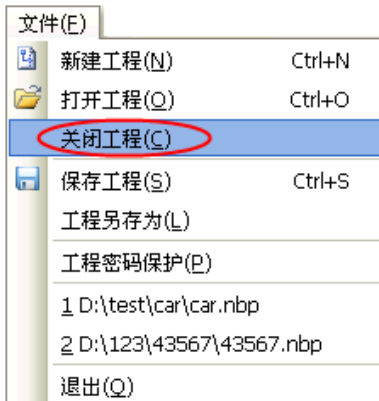 文件(F)
新建工程(N) Ctrl+N
打开工程(O) Ctrl+O
关闭工程(C)
保存工程(S) Ctrl+S
工程另存为(L)
工程密码保护(P)
1 D:\test\car\car.nbp
2 D:\123\43567\43567.nbp
退出(Q)